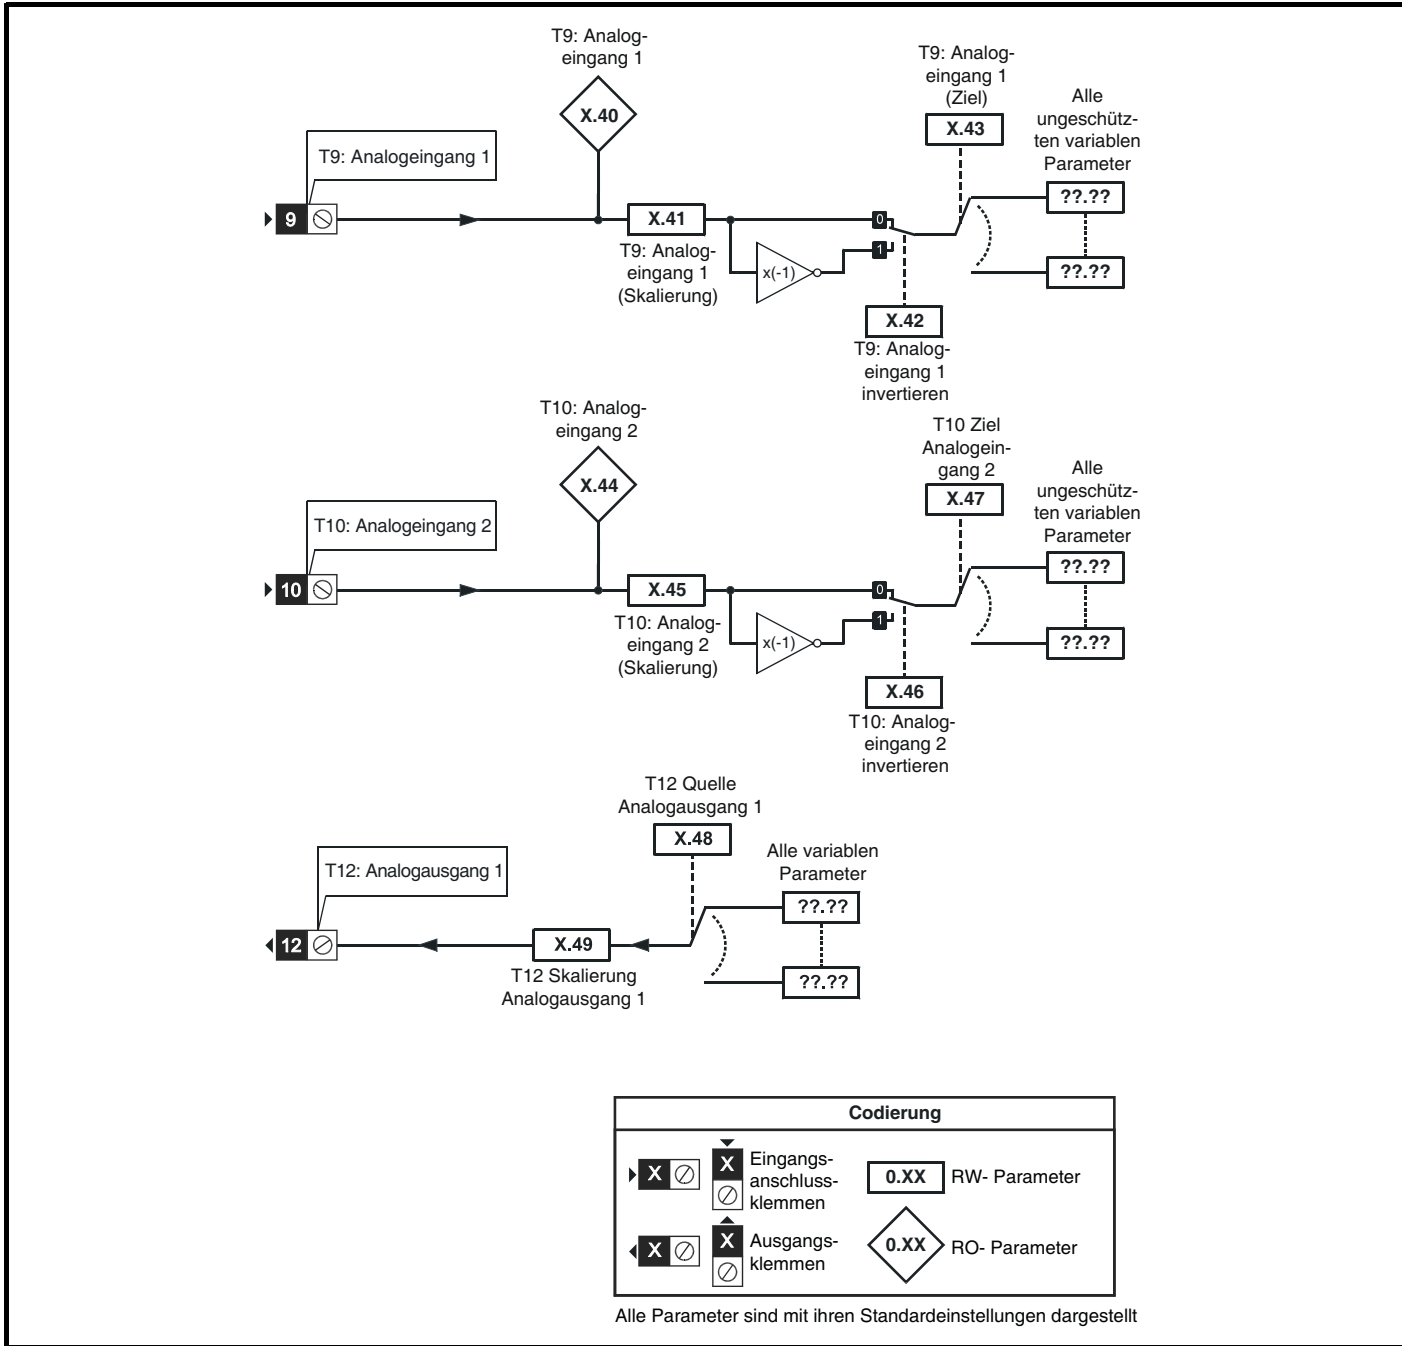 T9: Analog-
eingang 1
X.40
T9: Analogeingang 1
9
X.41
T9: Analog-
eingang 1
(Skalierung)
x(-1)
0
1
X.42
T9: Analog-
eingang 1
invertieren
T9: Analog-
eingang 1
(Ziel)
X.43
Alle
ungeschütz-
ten variablen
Parameter
??.??
??.??
T10: Analog-
eingang 2
X.44
T10: Analogeingang 2
10
X.45
T10: Analog-
eingang 2
(Skalierung)
x(-1)
0
1
X.46
T10: Analog-
eingang 2
invertieren
T10 Ziel
Analogein-
gang 2
X.47
Alle
ungeschütz-
ten variablen
Parameter
??.??
??.??
T12 Quelle
Analogausgang 1
X.48
T12: Analogausgang 1
12
X.49
T12 Skalierung
Analogausgang 1
Alle variablen
Parameter
??.??
??.??
Codierung
X
X
Eingangs-
anschluss-
klemmen
0.XX
RW- Parameter
X
X
Ausgangs-
klemmen
0.XX
RO- Parameter
Alle Parameter sind mit ihren Standardeinstellungen dargestellt